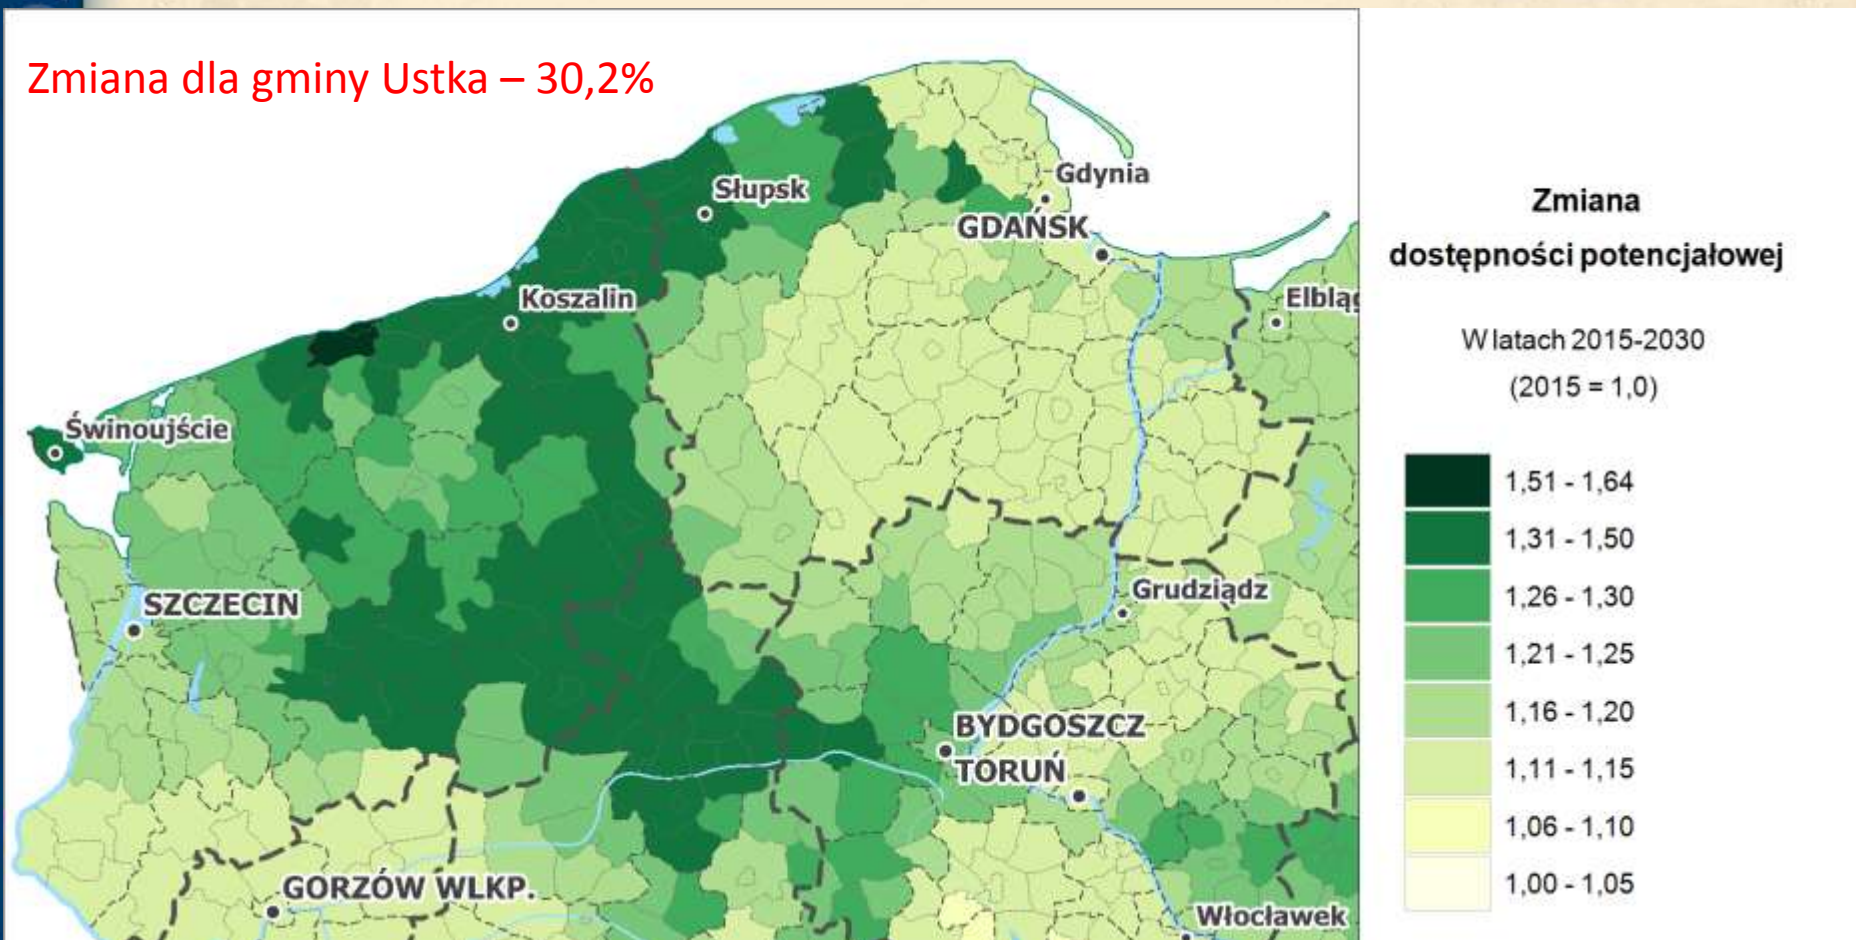 Zmiana dla gminy Ustka – 30,2%
Gdynia
Słupsk
GDAŃSK
Koszalin
Elbląg
Świnoujście
SZCZECIN
Grudziądz
BYDGOSZCZ
TORUŃ
GORZÓW WLKP.
Włocławek
Zmiana
dostępności potencjałowej
W latach 2015-2030
(2015 = 1,0)
1,51 - 1,64
1,31 - 1,50
1,26 - 1,30
1,21 - 1,25
1,16 - 1,20
1,11 - 1,15
1,06 - 1,10
1,00 - 1,05